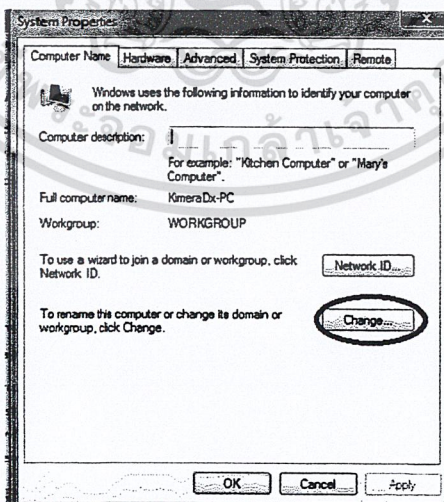 System Properties
Computer Name Hardware Advanced System Protection Remote
Windows uses the following information to identify your computer
on the network.
Computer description:
For example: "Kitchen Computer" or "Mary's
Computer".
Full computer name: KimeraDx-PC
Workgroup: WORKGROUP
To use a wizard to join a domain or workgroup, click
Network ID.
Network ID...
To rename this computer or change its domain or
workgroup, click Change.
Change...
OK Cancel Apply